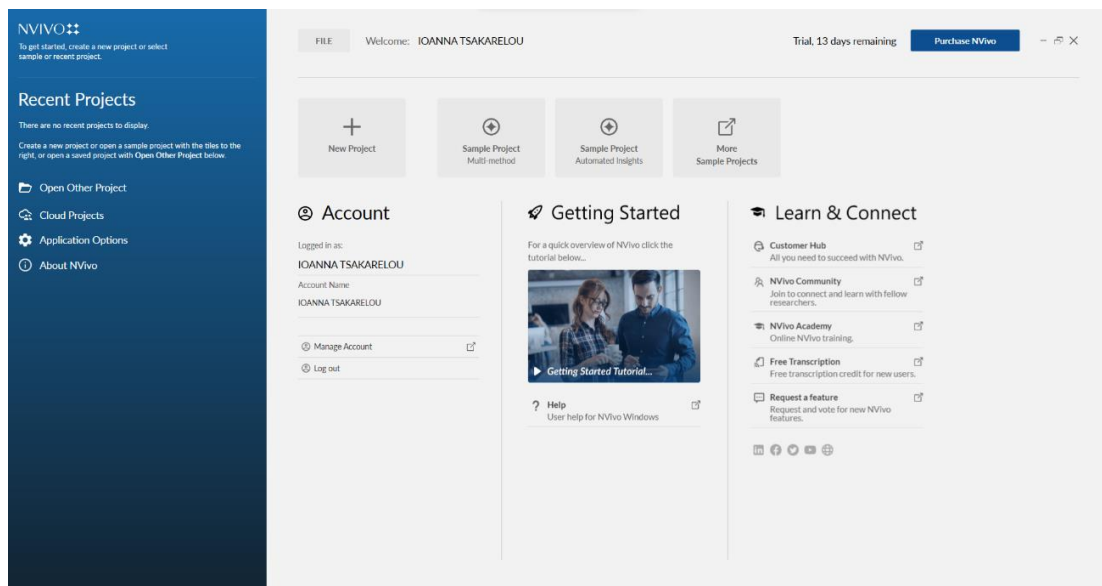 NVIVO
To get started, create a new project or select
sample or recent project.
FILE
Welcome: IOANNA TSAKARELOU
Trial, 13 days remaining
Purchase NVivo
Recent Projects
There are no recent projects to display.
Create a new project or open a sample project with the tiles to the
right, or open a saved project with Open Other Project below.
Open Other Project
Cloud Projects
Application Options
About NVivo
New Project
Sample Project
Multi-method
Sample Project
Automated Insights
More
Sample Projects
Account
Logged in as:
IOANNA TSAKARELOU
Account Name
IOANNA TSAKARELOU
Manage Account
Log out
Getting Started
For a quick overview of NVivo click the
tutorial below...
Getting Started Tutorial...
Help
User help for NVivo Windows
Learn & Connect
Customer Hub
All you need to succeed with NVivo.
NVivo Community
Join to connect and learn with fellow
researchers.
NVivo Academy
Online NVivo training.
Free Transcription
Free transcription credit for new users.
Request a feature
Request and vote for new NVivo
features.